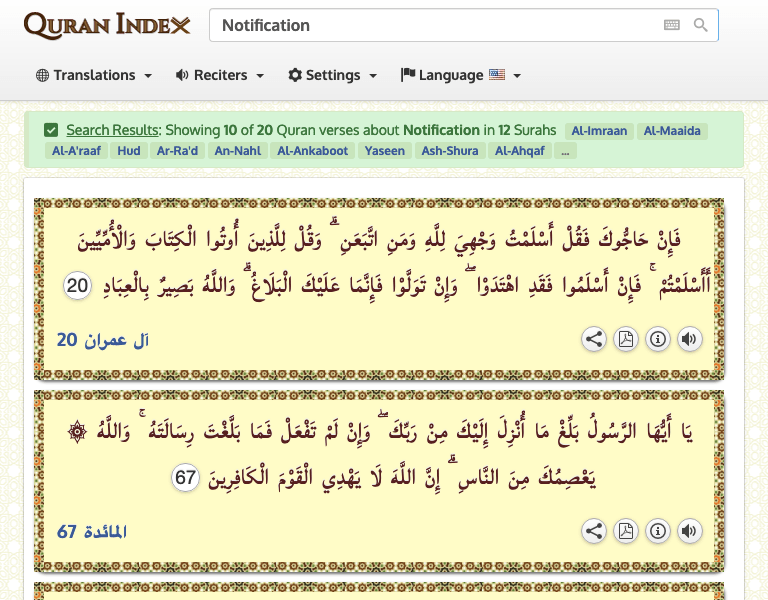 QURAN INDEX
Notification
Translations Reciters Settings Language
Search Results: Showing 10 of 20 Quran verses about Notification in 12 Surahs Al-Imraan Al-Maaida
Al-A'raaf Hud Ar-Ra'd An-Nahl Al-Ankaboot Yaseen Ash-Shura Al-Ahqaf ...
فَإِنْ حَاجُّوكَ فَقُلْ أَسْلَمْتُ وَجْهِيَ لِلَّهِ وَمَنِ اتَّبَعَنِ ۗ وَقُلْ لِلَّذِينَ أُوتُوا الْكِتَابَ وَالْأُمِّيِّينَ
أَأَسْلَمْتُمْ ۚ فَإِنْ أَسْلَمُوا فَقَدِ اهْتَدَوْا ۖ وَإِنْ تَوَلَّوْا فَإِنَّمَا عَلَيْكَ الْبَلَاغُ ۗ وَاللَّهُ بَصِيرٌ بِالْعِبَادِ 20
آل عمران 20
يَا أَيُّهَا الرَّسُولُ بَلِّغْ مَا أُنْزِلَ إِلَيْكَ مِنْ رَبِّكَ ۖ وَإِنْ لَمْ تَفْعَلْ فَمَا بَلَّغْتَ رِسَالَتَهُ ۚ وَاللَّهُ ۞
يَعْصِمُكَ مِنَ النَّاسِ ۗ إِنَّ اللَّهَ لَا يَهْدِي الْقَوْمَ الْكَافِرِينَ 67
المائدة 67